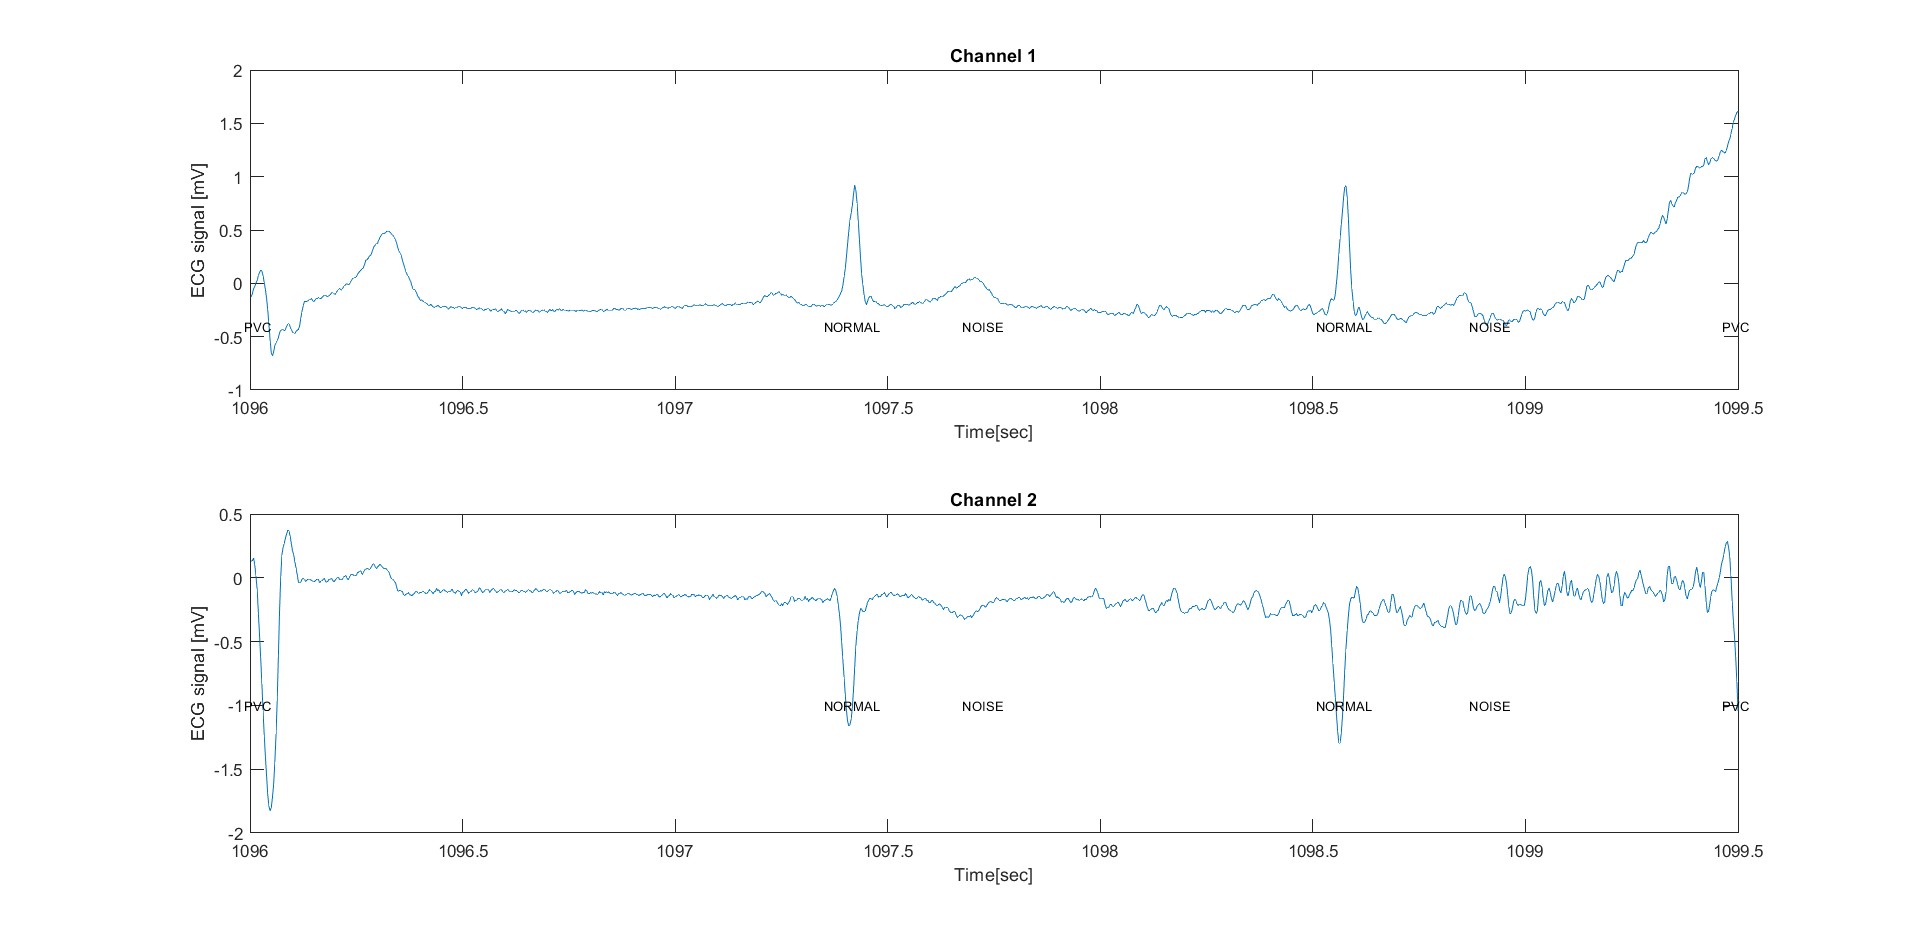 Channel 1
2
1.5
1
0.5
0
-0.5
-1
ECG signal [mV]
PVC NORMAL NOISE NORMAL NOISE PVC
1096 1096.5 1097 1097.5 1098 1098.5 1099 1099.5
Time[sec]
Channel 2
0.5
0
-0.5
-1
-1.5
-2
ECG signal [mV]
PVC NORMAL NOISE NORMAL NOISE PVC
1096 1096.5 1097 1097.5 1098 1098.5 1099 1099.5
Time[sec]